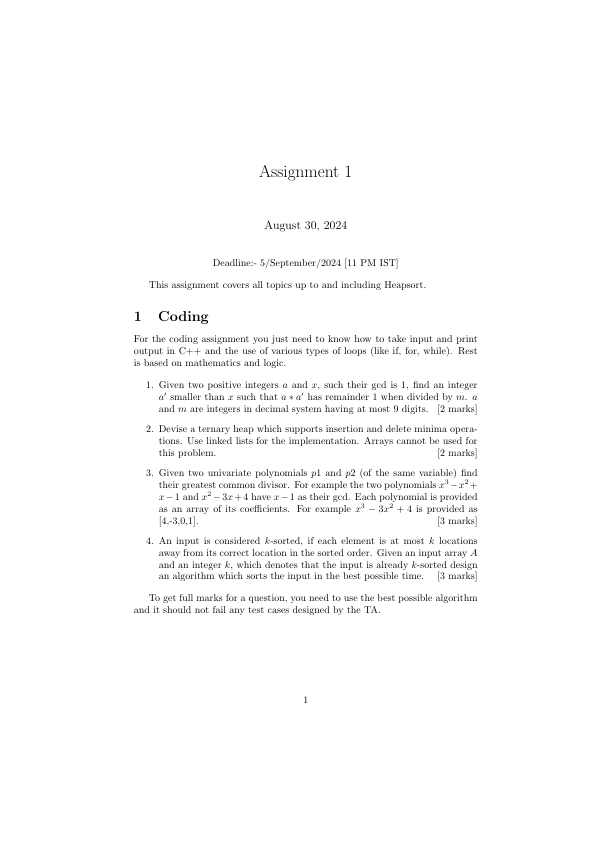 Assignment 1
August 30, 2024
Deadline:- 5/September/2024 [11 PM IST]
This assignment covers all topics up to and including Heapsort.
1 Coding
For the coding assignment you just need to know how to take input and print
output in C++ and the use of various types of loops (like if, for, while). Rest
is based on mathematics and logic.
1. Given two positive integers a and x, such their gcd is 1, find an integer
a′ smaller than x such that a ∗ a′ has remainder 1 when divided by m. a
and m are integers in decimal system having at most 9 digits. [2 marks]
2. Devise a ternary heap which supports insertion and delete minima opera-
tions. Use linked lists for the implementation. Arrays cannot be used for
this problem. [2 marks]
3. Given two univariate polynomials p1 and p2 (of the same variable) find
their greatest common divisor. For example the two polynomials x³−x²+
x−1 and x²−3x+4 have x−1 as their gcd. Each polynomial is provided
as an array of its coefficients. For example x³ − 3x² + 4 is provided as
[4,-3,0,1]. [3 marks]
4. An input is considered k-sorted, if each element is at most k locations
away from its correct location in the sorted order. Given an input array A
and an integer k, which denotes that the input is already k-sorted design
an algorithm which sorts the input in the best possible time. [3 marks]
To get full marks for a question, you need to use the best possible algorithm
and it should not fail any test cases designed by the TA.
1